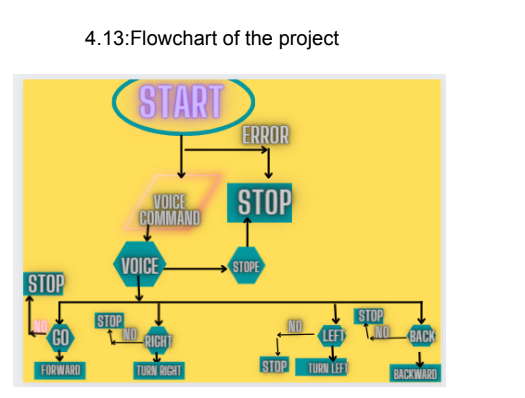 4.13:Flowchart of the project
START
ERROR
VOICE
COMMAND
STOP
VOICE
STOPE
STOP
NO
GO
FORWARD
STOP
NO
RIGHT
TURN RIGHT
NO
LEFT
STOP
TURN LEFT
STOP
NO
BACK
BACKWARD